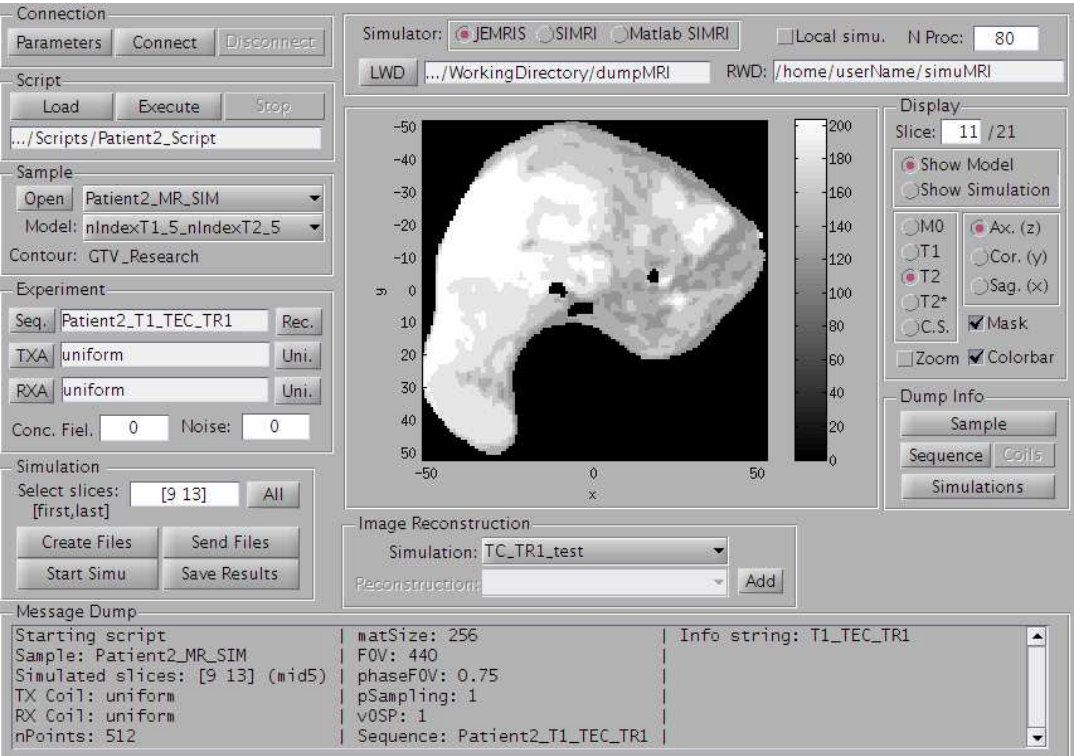 Connection
Parameters Connect Disconnect
Script
Load Execute Stop
.../Scripts/Patient2_Script
Sample
Open Patient2_MR_SIM
Model: nIndexT1_5_nIndexT2_5
Contour: GTV_Research
Experiment
Seq. Patient2_T1_TEC_TR1 Rec.
TXA uniform Uni.
RXA uniform Uni.
Conc. Fiel. 0 Noise: 0
Simulation
Select slices: [9 13] All
[first,last]
Create Files Send Files
Start Simu Save Results
Simulator: JEMRIS SIMRI Matlab SIMRI Local simu. N Proc: 80
LWD .../WorkingDirectory/dumpMRI RWD: /home/userName/simuMRI
-50
-40
-30
-20
-10
0
10
20
30
40
50
y
-50 0 50
x
200
180
160
140
120
100
80
60
40
20
0
Display
Slice: 11 /21
Show Model
Show Simulation
M0 Ax. (z)
T1 Cor. (y)
T2 Sag. (x)
T2*
C.S. Mask
Zoom Colorbar
Dump Info
Sample
Sequence Coils
Simulations
Image Reconstruction
Simulation: TC_TR1_test
Reconstruction: Add
Message Dump
Starting script | matSize: 256 | Info string: T1_TEC_TR1
Sample: Patient2_MR_SIM | FOV: 440 |
Simulated slices: [9 13] (mid5) | phaseFOV: 0.75 |
TX Coil: uniform | pSampling: 1 |
RX Coil: uniform | vOSP: 1 |
nPoints: 512 | Sequence: Patient2_T1_TEC_TR1 |